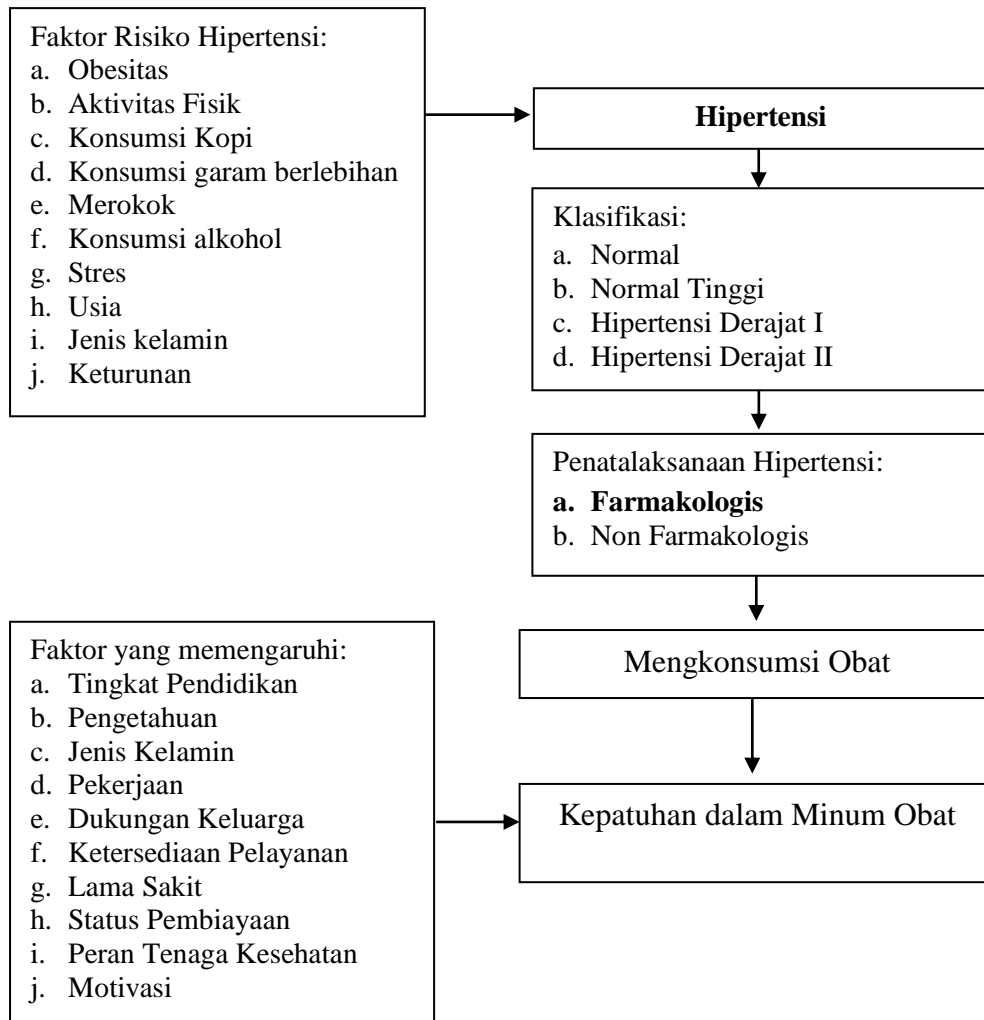 Faktor Risiko Hipertensi:
a. Obesitas
b. Aktivitas Fisik
c. Konsumsi Kopi
d. Konsumsi garam berlebihan
e. Merokok
f. Konsumsi alkohol
g. Stres
h. Usia
i. Jenis kelamin
j. Keturunan
Hipertensi
Klasifikasi:
a. Normal
b. Normal Tinggi
c. Hipertensi Derajat I
d. Hipertensi Derajat II
Penatalaksanaan Hipertensi:
a. Farmakologis
b. Non Farmakologis
Mengkonsumsi Obat
Faktor yang memengaruhi:
a. Tingkat Pendidikan
b. Pengetahuan
c. Jenis Kelamin
d. Pekerjaan
e. Dukungan Keluarga
f. Ketersediaan Pelayanan
g. Lama Sakit
h. Status Pembiayaan
i. Peran Tenaga Kesehatan
j. Motivasi
Kepatuhan dalam Minum Obat